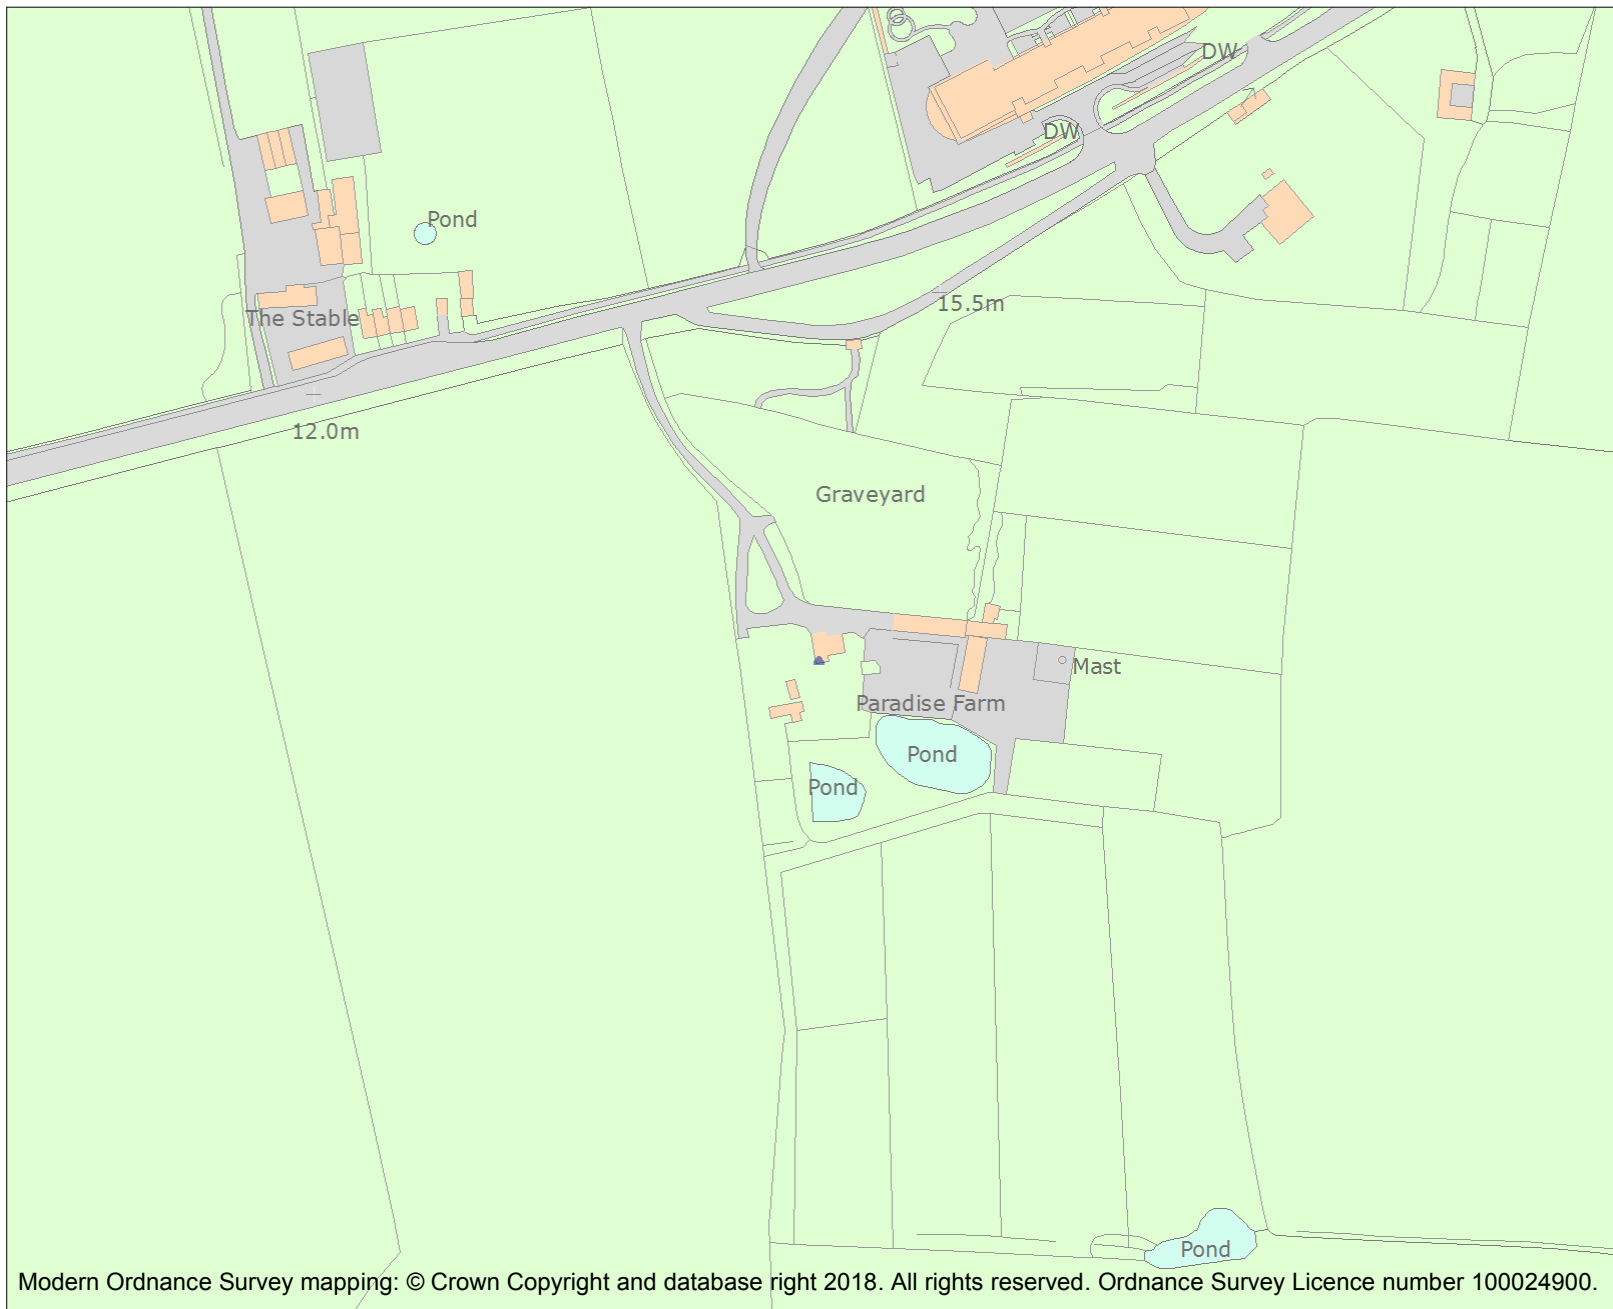 DW
DW
Pond
15.5m
The Stable
12.0m
Graveyard
Mast
Paradise Farm
Pond
Pond
Pond
Modern Ordnance Survey mapping: © Crown Copyright and database right 2018. All rights reserved. Ordnance Survey Licence number 100024900.